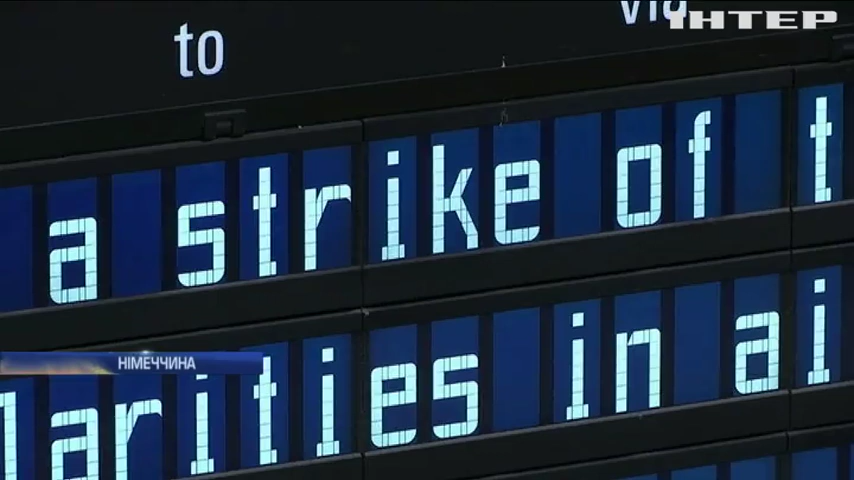 to via
ІНТЕР
a strike of t
larities in ai
НІМЕЧЧИНА